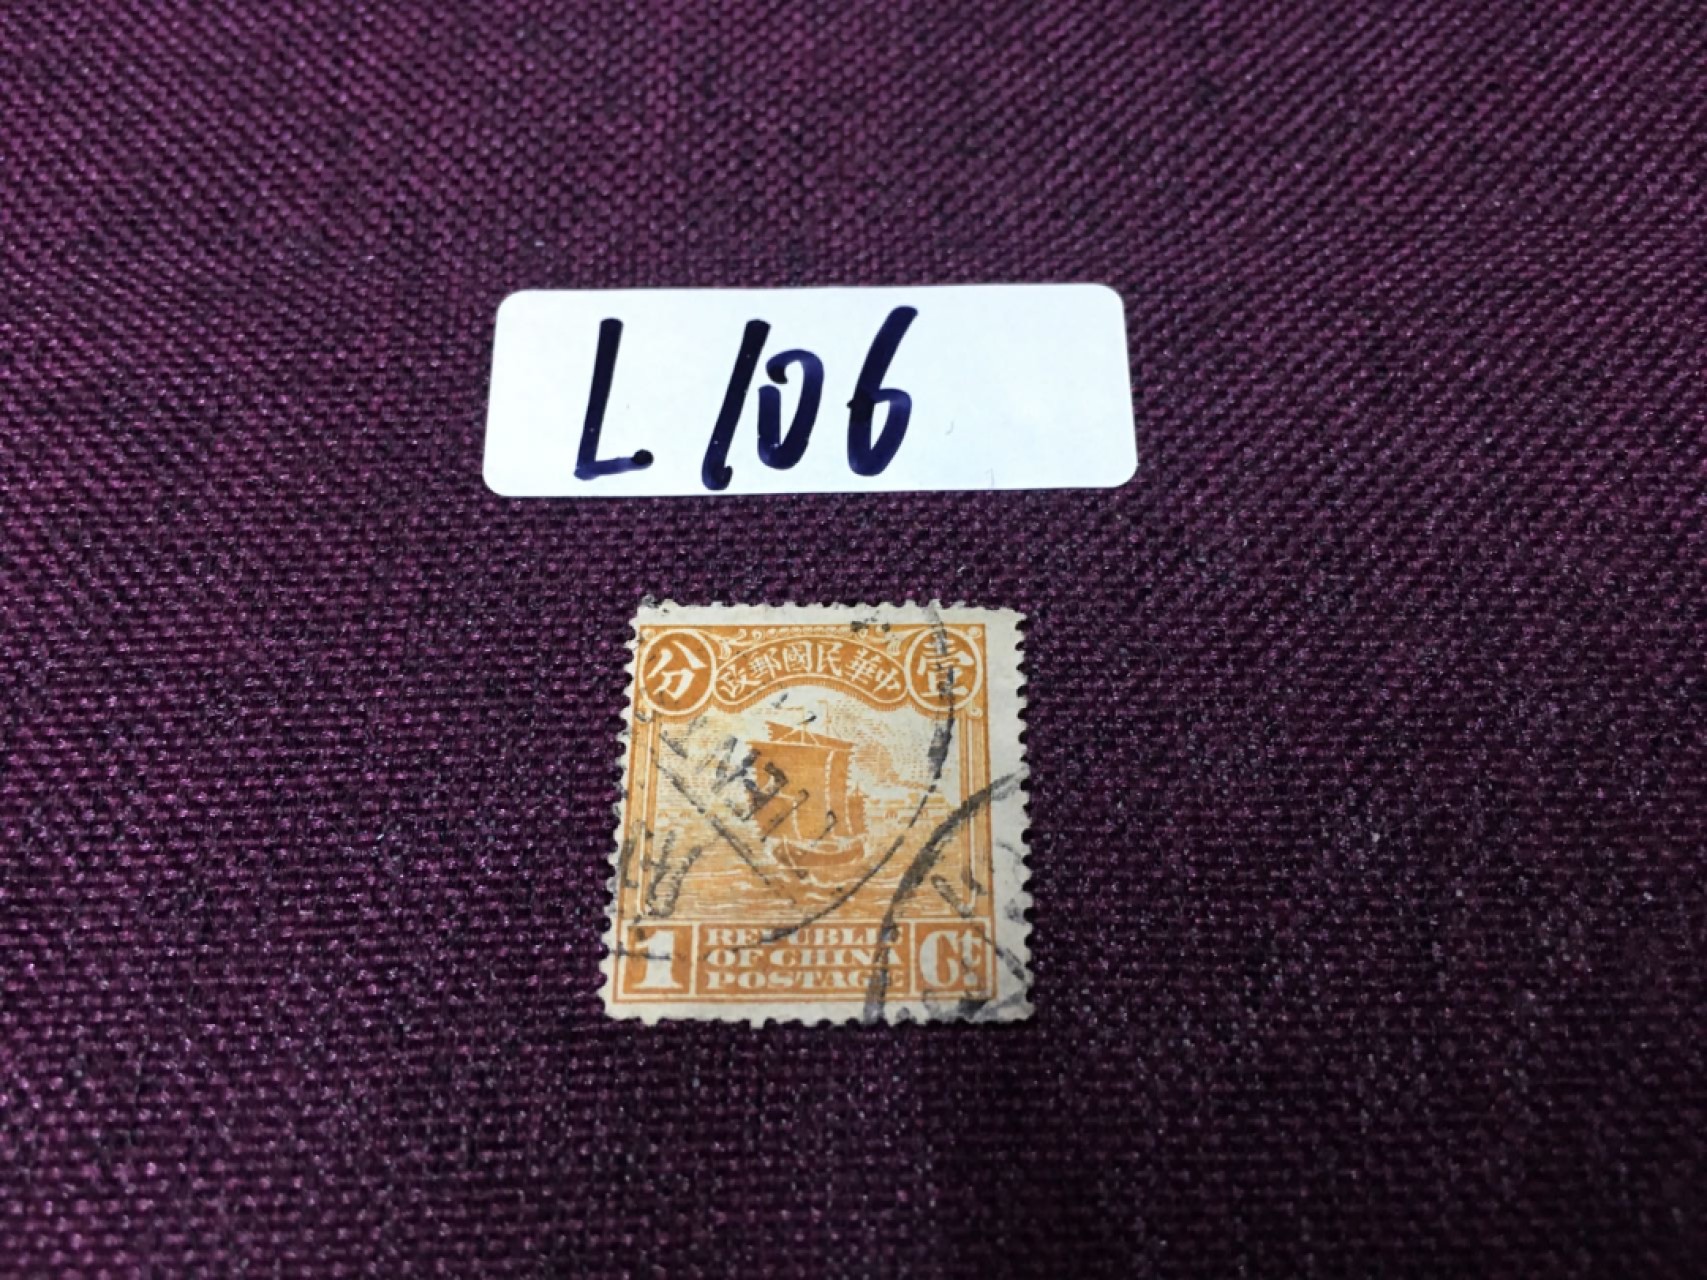 L106
分 政郵國民華中 壹
1 REPUBLIC Ct
OF CHINA
POSTAGE